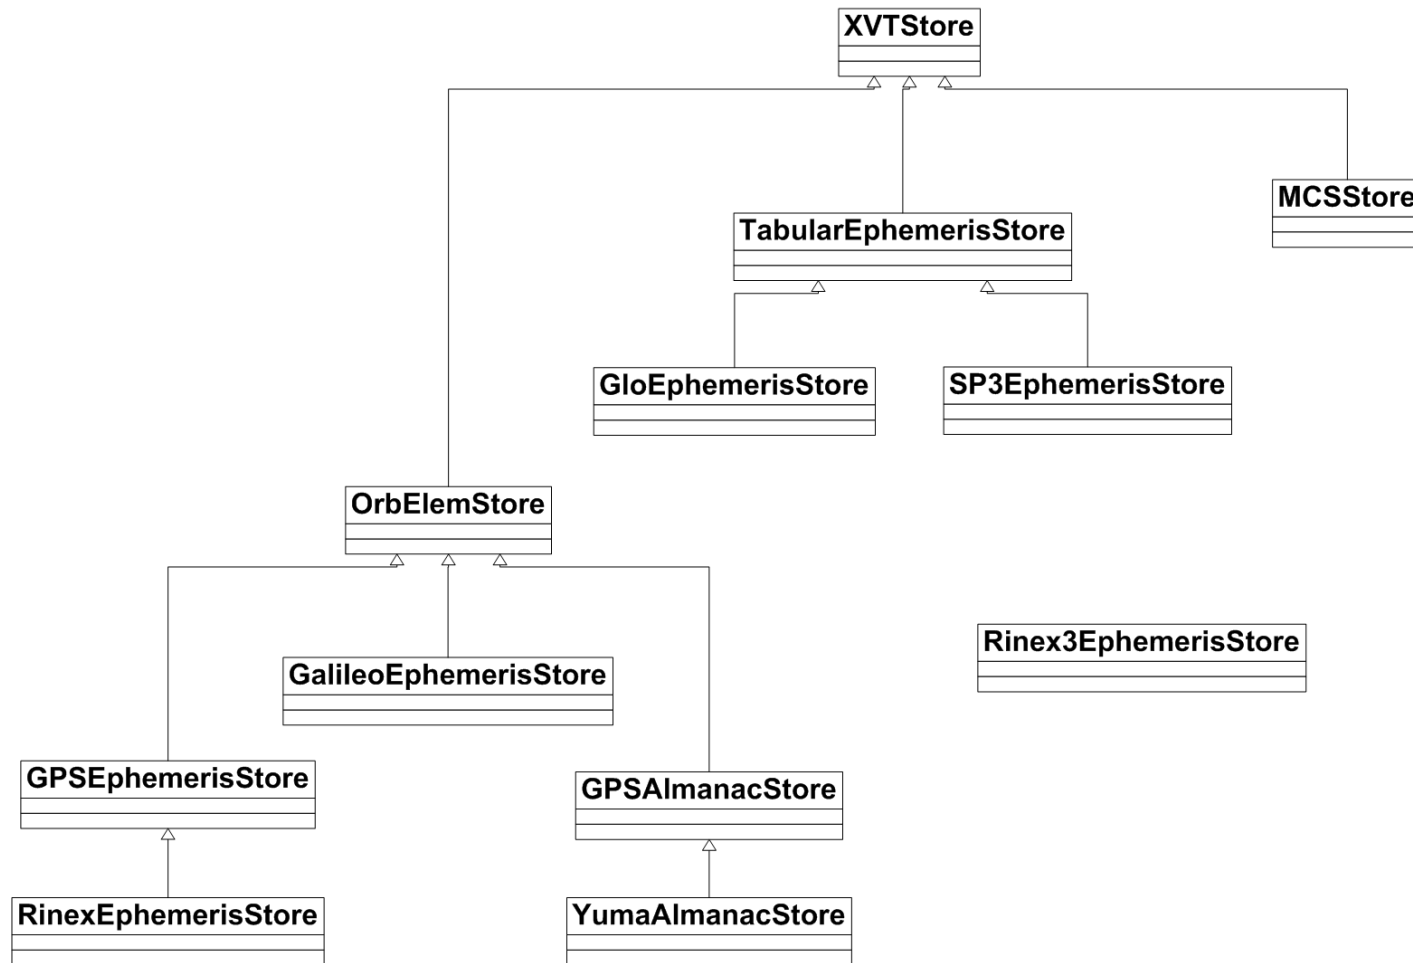 XVTStore
MCSStore
TabularEphemerisStore
GloEphemerisStore
SP3EphemerisStore
OrbElemStore
Rinex3EphemerisStore
GalileoEphemerisStore
GPSEphemerisStore
GPSAlmanacStore
RinexEphemerisStore
YumaAlmanacStore